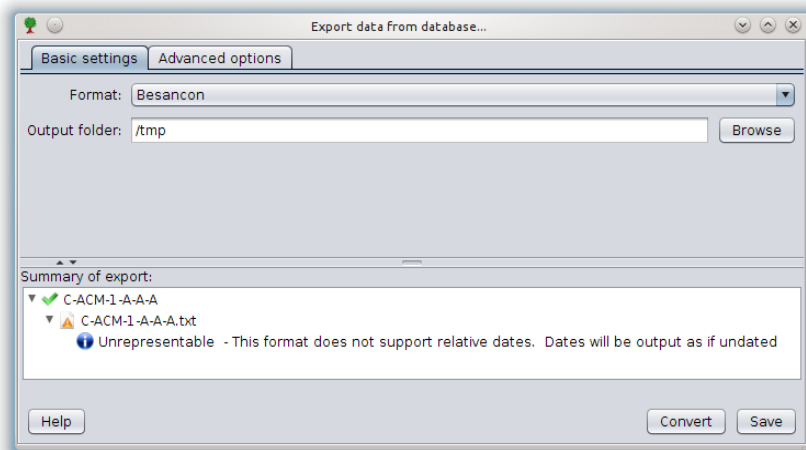 Export data from database...
Basic settings Advanced options
Format: Besancon
Output folder: /tmp Browse
Summary of export:
C-ACM-1-A-A-A
C-ACM-1-A-A-A.txt
Unrepresentable - This format does not support relative dates. Dates will be output as if undated
Help Convert Save